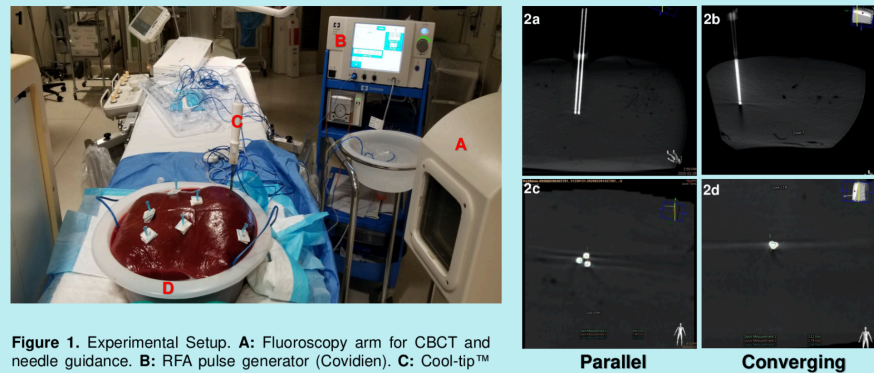 1
B
C
A
D
2a
2b
2c
2d
Figure 1. Experimental Setup. A: Fluoroscopy arm for CBCT and
needle guidance. B: RFA pulse generator (Covidien). C: Cool-tip™
Parallel
Converging